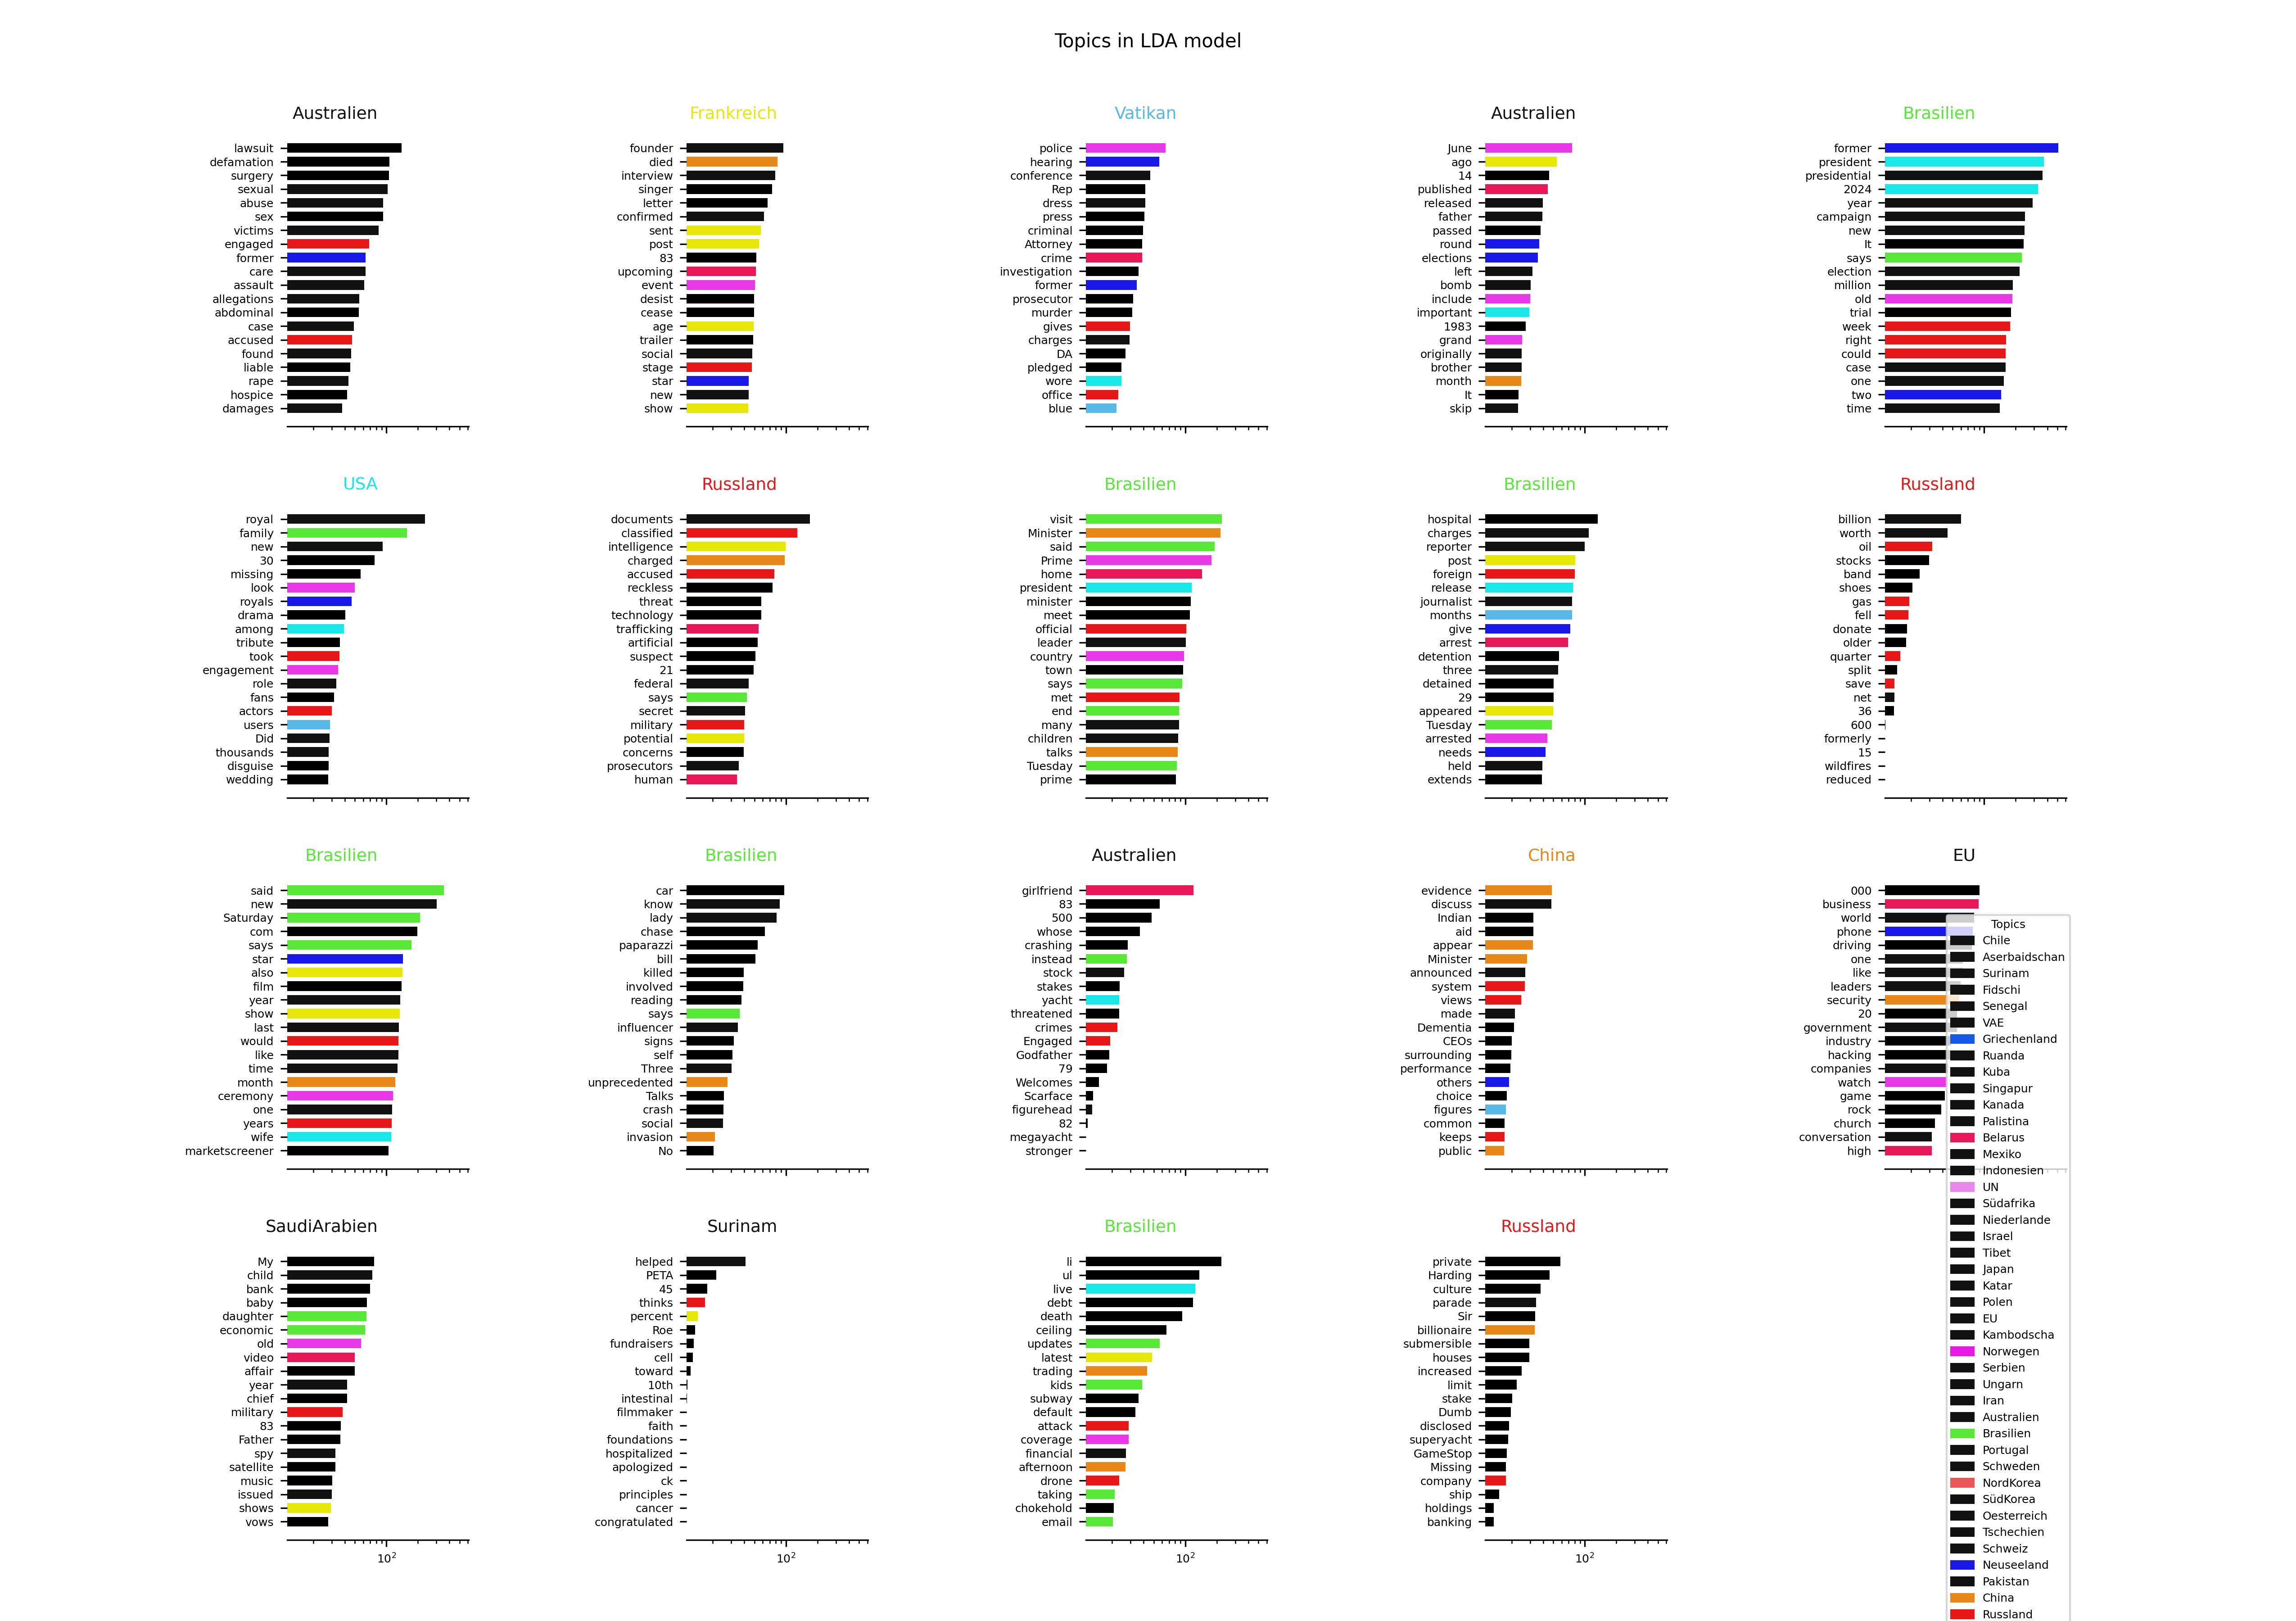 Topics in LDA model
Australien
lawsuit
defamation
surgery
sexual
abuse
sex
victims
engaged
former
care
assault
allegations
abdominal
case
accused
found
liable
rape
hospice
damages
Frankreich
founder
died
interview
singer
letter
confirmed
sent
post
83
upcoming
event
desist
cease
age
trailer
social
stage
star
new
show
Vatikan
police
hearing
conference
Rep
dress
press
criminal
Attorney
crime
investigation
former
prosecutor
murder
gives
charges
DA
pledged
wore
office
blue
Australien
June
ago
14
published
released
father
passed
round
elections
left
bomb
include
important
1983
grand
originally
brother
month
It
skip
Brasilien
former
president
presidential
2024
year
campaign
new
It
says
election
million
old
trial
week
right
could
case
one
two
time
USA
royal
family
new
30
missing
look
royals
drama
among
tribute
took
engagement
role
fans
actors
users
Did
thousands
disguise
wedding
Russland
documents
classified
intelligence
charged
accused
reckless
threat
technology
trafficking
artificial
suspect
21
federal
says
secret
military
potential
concerns
prosecutors
human
Brasilien
visit
Minister
said
Prime
home
president
minister
meet
official
leader
country
town
says
met
end
many
children
talks
Tuesday
prime
Brasilien
hospital
charges
reporter
post
foreign
release
journalist
months
give
arrest
detention
three
detained
29
appeared
Tuesday
arrested
needs
held
extends
Russland
billion
worth
oil
stocks
band
shoes
gas
fell
donate
older
quarter
split
save
net
36
600
formerly
15
wildfires
reduced
Brasilien
said
new
Saturday
com
says
star
also
film
year
show
last
would
like
time
month
ceremony
one
years
wife
marketscreener
Brasilien
car
know
lady
chase
paparazzi
bill
killed
involved
reading
says
influencer
signs
self
Three
unprecedented
Talks
crash
social
invasion
No
Australien
girlfriend
83
500
whose
crashing
instead
stock
stakes
yacht
threatened
crimes
Engaged
Godfather
79
Welcomes
Scarface
figurehead
82
megayacht
stronger
China
evidence
discuss
Indian
aid
appear
Minister
announced
system
views
made
Dementia
CEOs
surrounding
performance
others
choice
figures
common
keeps
public
EU
000
business
world
phone
driving
one
like
leaders
security
20
government
industry
hacking
companies
watch
game
rock
church
conversation
high
SaudiArabien
My
child
bank
baby
daughter
economic
old
video
affair
year
chief
military
83
Father
spy
satellite
music
issued
shows
vows
10²
Surinam
helped
PETA
45
thinks
percent
Roe
fundraisers
cell
toward
10th
intestinal
filmmaker
faith
foundations
hospitalized
apologized
ck
principles
cancer
congratulated
10²
Brasilien
li
ul
live
debt
death
ceiling
updates
latest
trading
kids
subway
default
attack
coverage
financial
afternoon
drone
taking
chokehold
email
10²
Russland
private
Harding
culture
parade
Sir
billionaire
submersible
houses
increased
limit
stake
Dumb
disclosed
superyacht
GameStop
Missing
company
ship
holdings
banking
10²
Topics
Chile
Aserbaidschan
Surinam
Fidschi
Senegal
VAE
Griechenland
Ruanda
Kuba
Singapur
Kanada
Palistina
Belarus
Mexiko
Indonesien
UN
Südafrika
Niederlande
Israel
Tibet
Japan
Katar
Polen
EU
Kambodscha
Norwegen
Serbien
Ungarn
Iran
Australien
Brasilien
Portugal
Schweden
NordKorea
SüdKorea
Oesterreich
Tschechien
Schweiz
Neuseeland
Pakistan
China
Russland